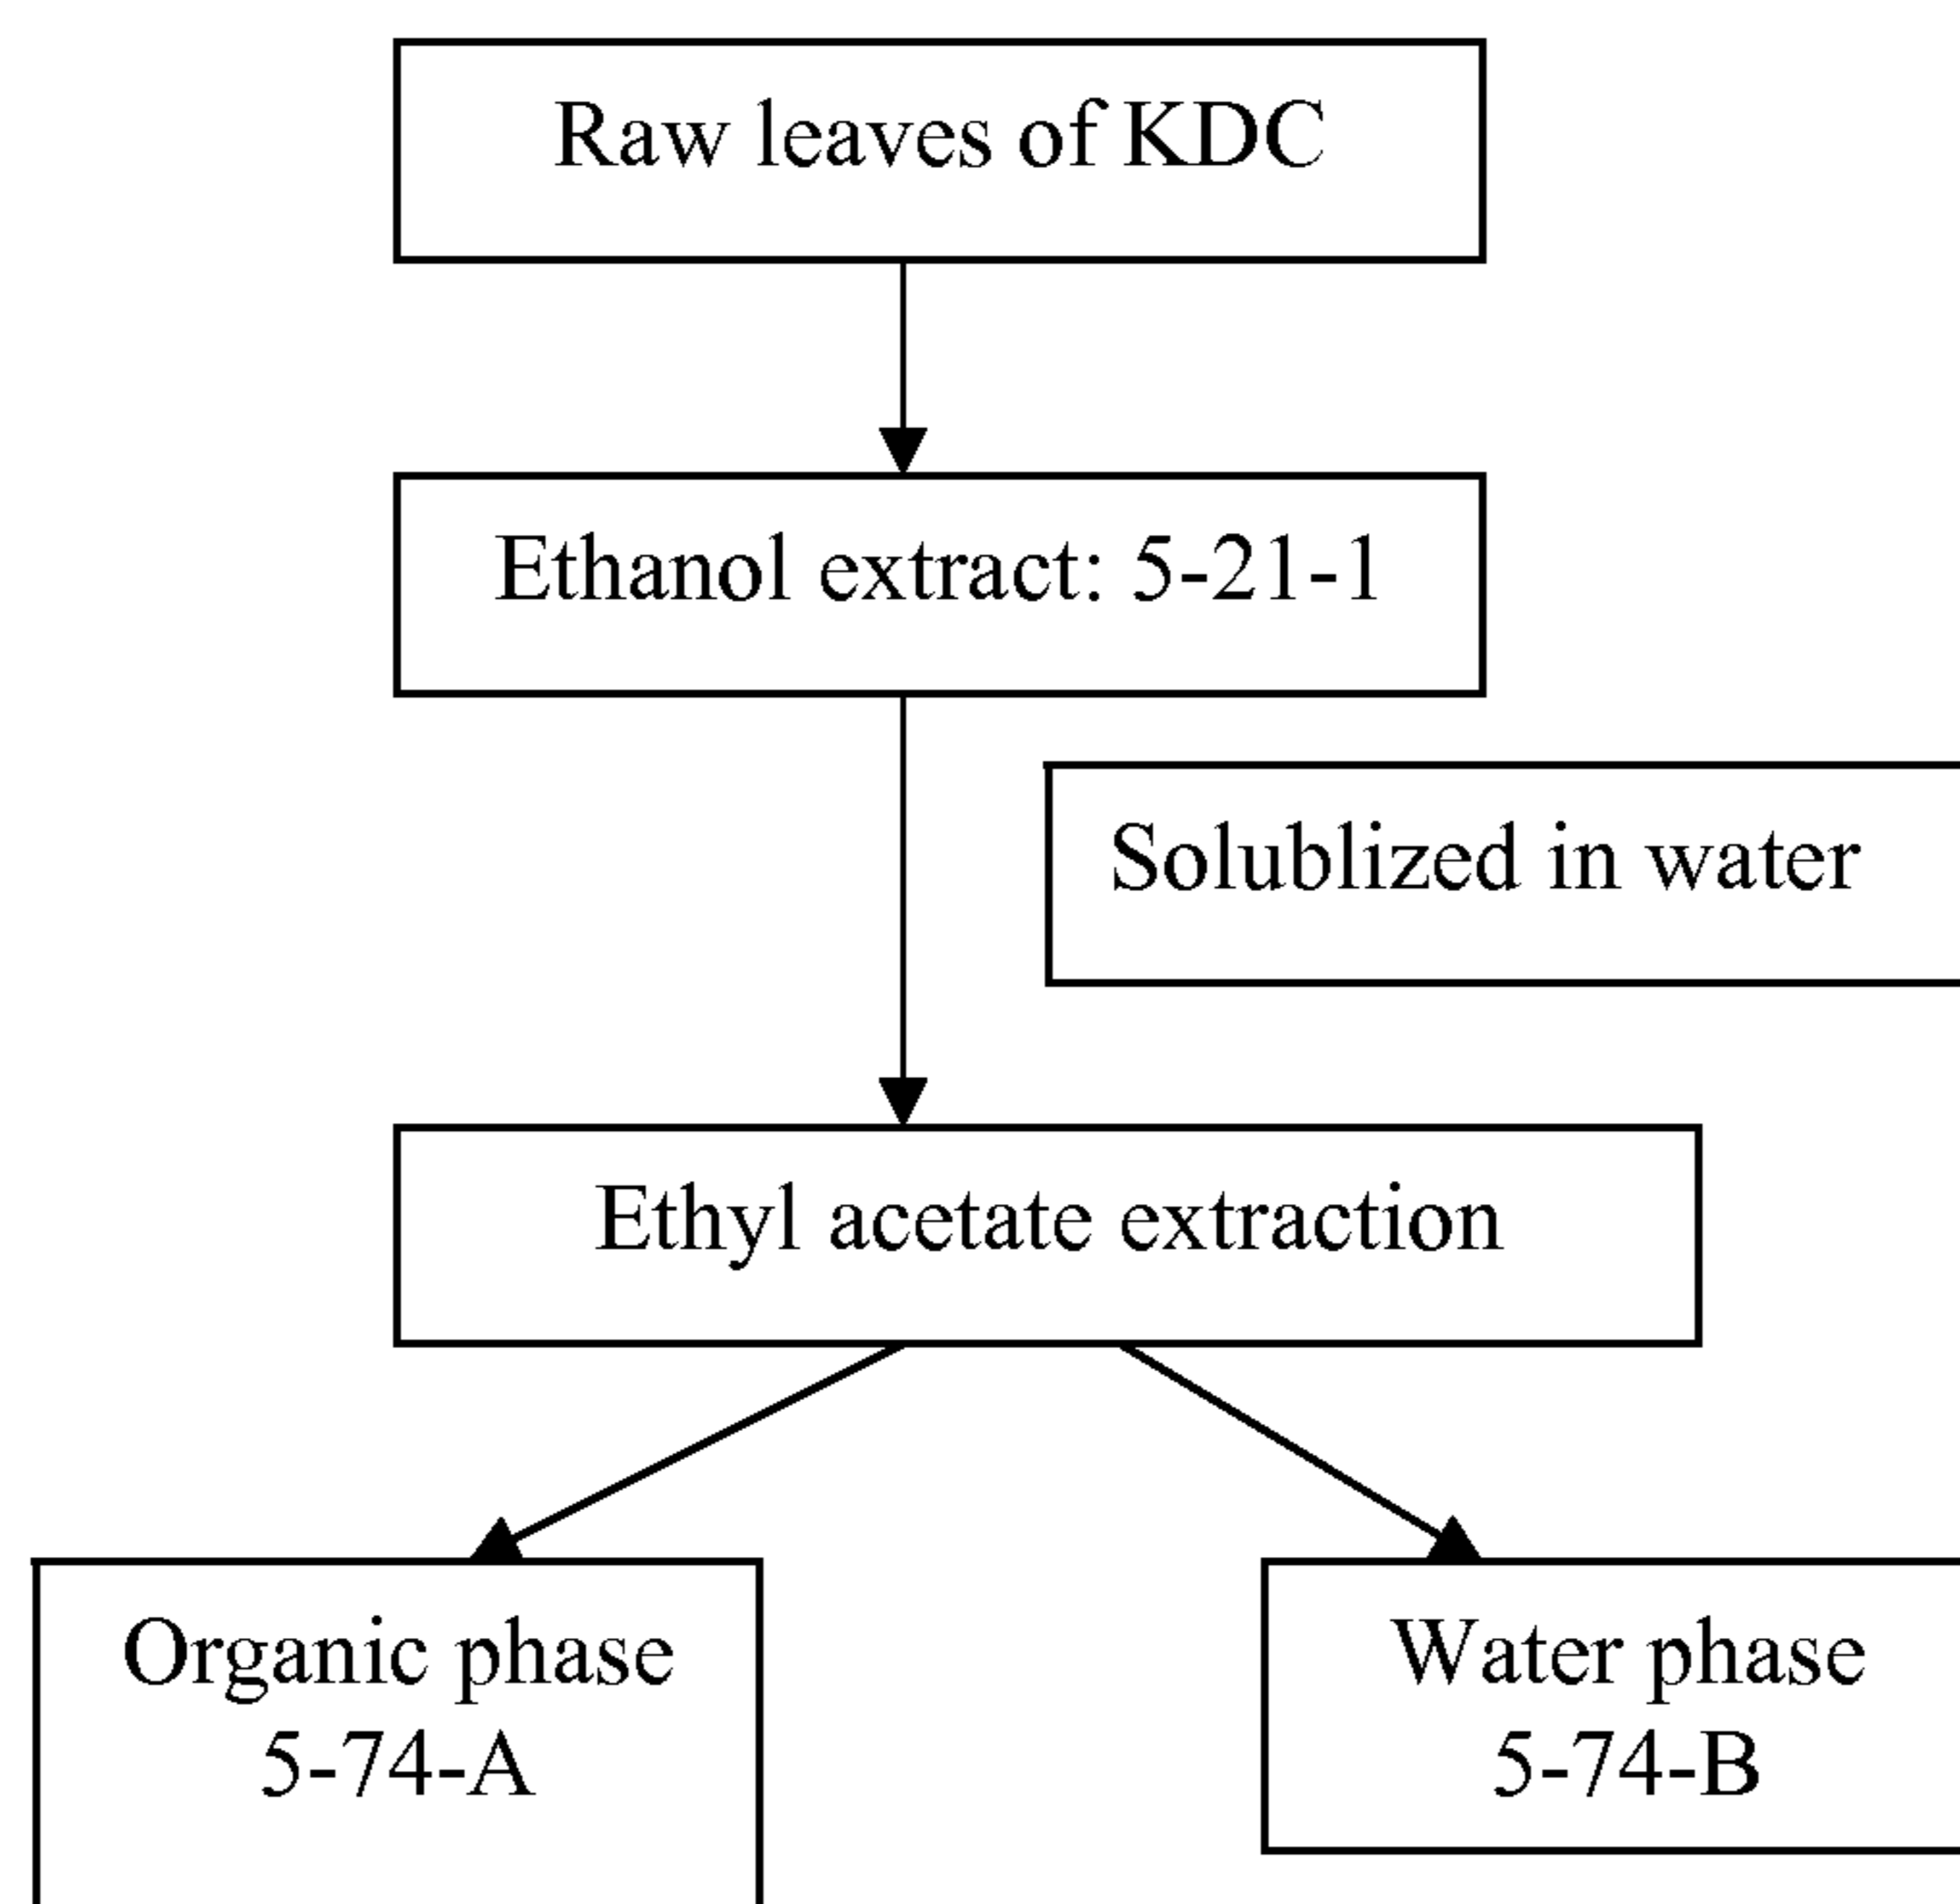 Raw leaves of KDC
Ethanol extract: 5-21-1
Solublized in water
Ethyl acetate extraction
Organic phase
5-74-A
Water phase
5-74-B